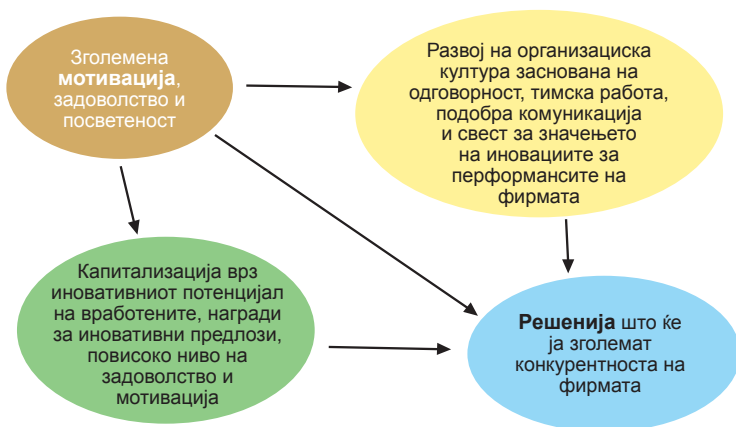 Зголемена
мотивација,
задоволство и
посветеност
Развој на организациска
култура заснована на
одговорност, тимска работа,
подобра комуникација
и свест за значењето
на иновациите за
перформансите на
фирмата
Капитализација врз
иновативниот потенцијал
на вработените, награди
за иновативни предлози,
повисоко ниво на
задоволство и
мотивација
Решенија што ќе
ја зголемат
конкурентноста на
фирмата